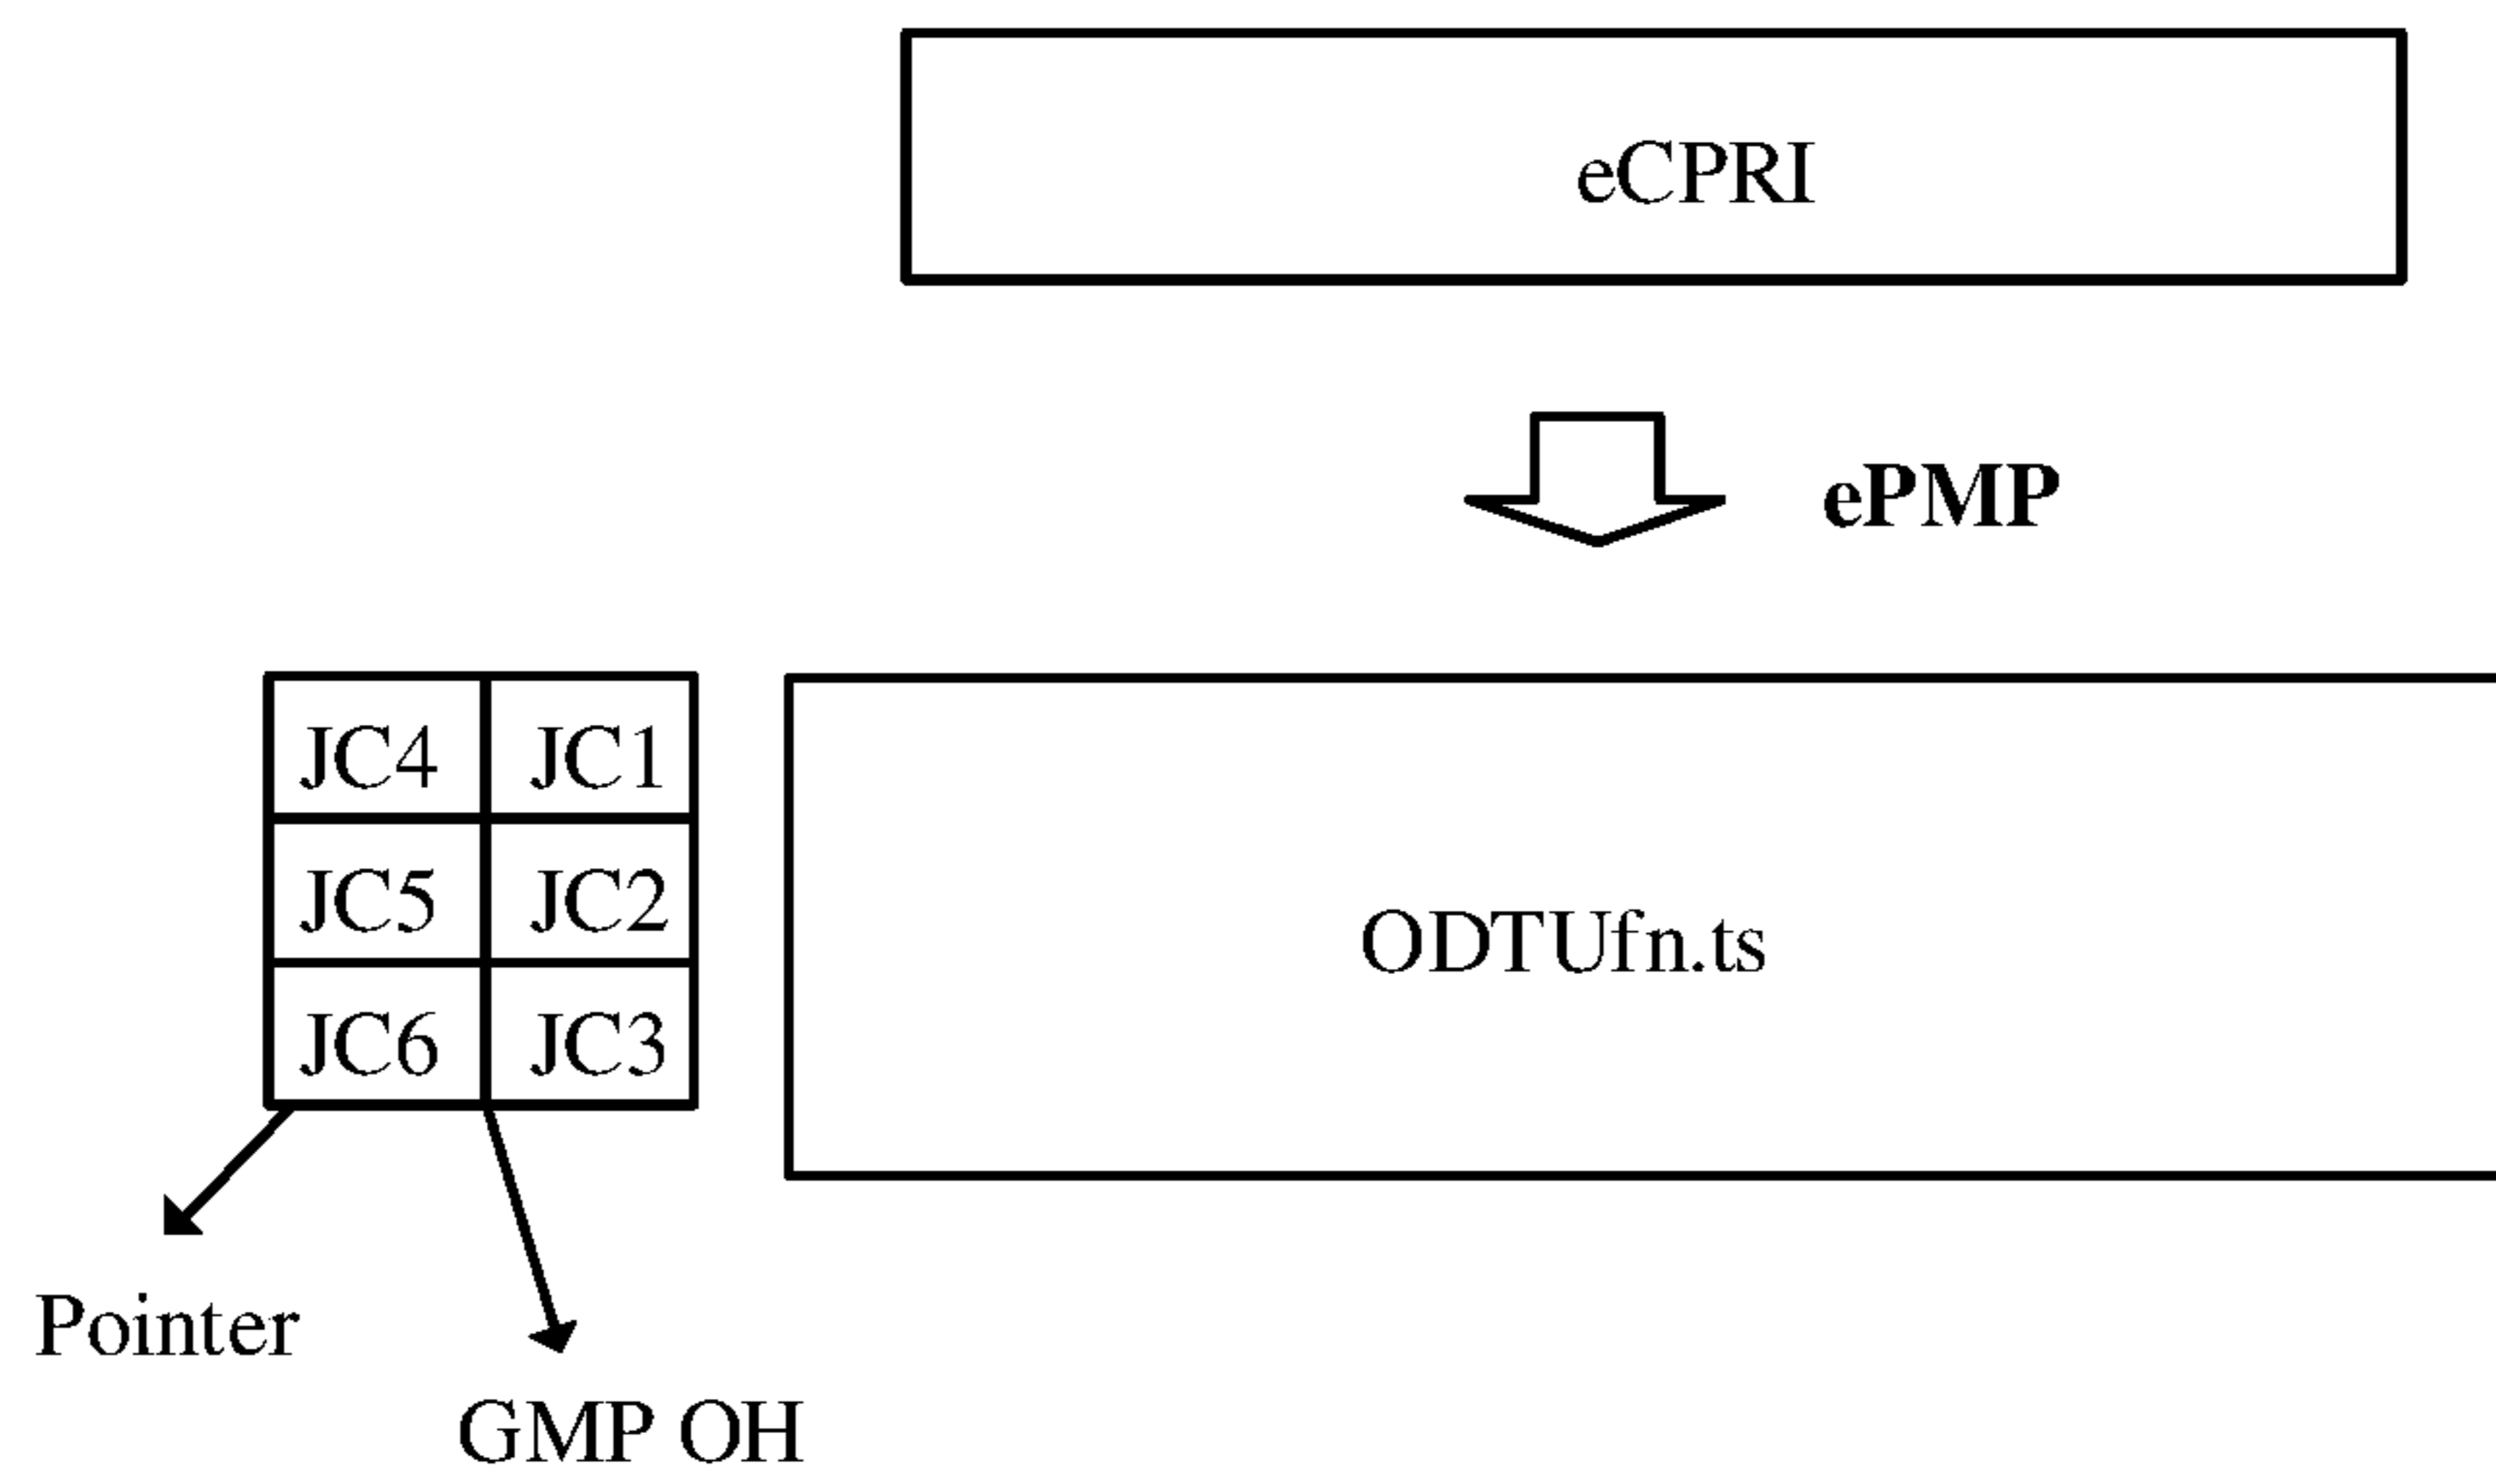 eCPRI
ePMP
JC4 JC1
JC5 JC2
JC6 JC3
ODTUfn.ts
Pointer
GMP OH